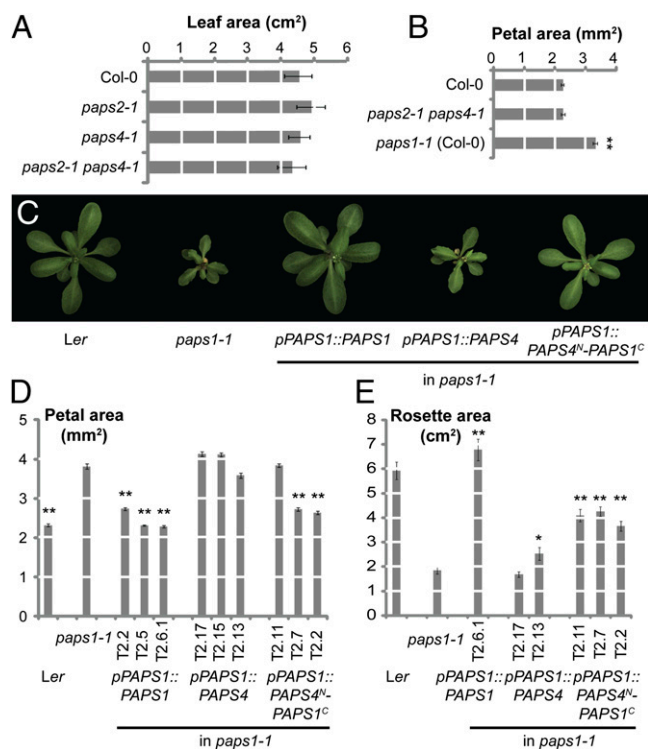 A
Leaf area (cm²)
0 1 2 3 4 5 6
Col-0
paps2-1
paps4-1
paps2-1 paps4-1
B
Petal area (mm²)
0 1 2 3 4
Col-0
paps2-1 paps4-1
paps1-1 (Col-0)
**
C
Ler
paps1-1
pPAPS1::PAPS1
pPAPS1::PAPS4
pPAPS1::
PAPS4ᴺ-PAPS1ᶜ
in paps1-1
D
Petal area
(mm²)
5
4
3
2
1
0
** ** ** ** ** **
paps1-1
T2.2 T2.5 T2.6.1 T2.17 T2.15 T2.13 T2.11 T2.7 T2.2
Ler
pPAPS1::
PAPS1
pPAPS1::
PAPS4
pPAPS1::
PAPS4ᴺ-
PAPS1ᶜ
in paps1-1
E
Rosette area
(cm²)
8
7
6
5
4
3
2
1
0
** * ** ** **
paps1-1
T2.6.1 T2.17 T2.13 T2.11 T2.7 T2.2
Ler
pPAPS1::
PAPS1
pPAPS1::
PAPS4
pPAPS1::
PAPS4ᴺ-
PAPS1ᶜ
in paps1-1